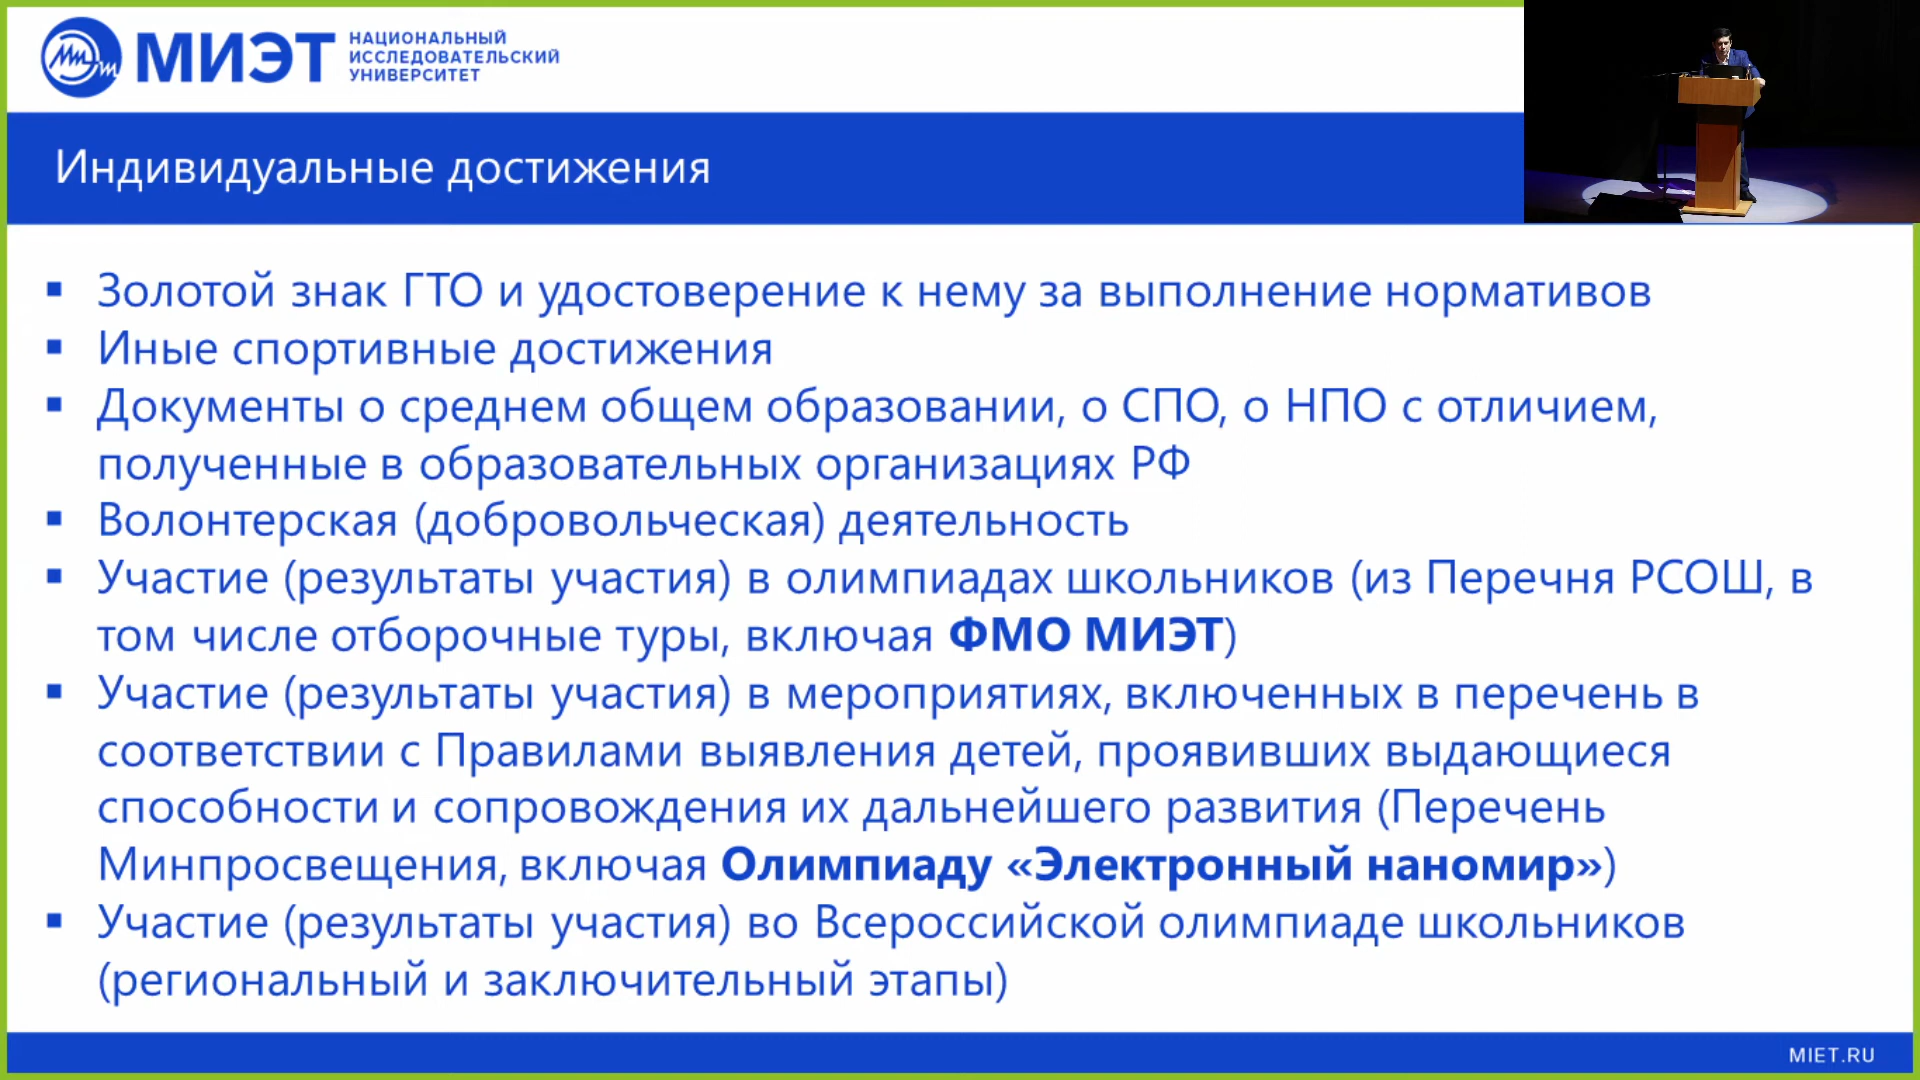 МИЭТ
НАЦИОНАЛЬНЫЙ
ИССЛЕДОВАТЕЛЬСКИЙ
УНИВЕРСИТЕТ
Индивидуальные достижения
▪ Золотой знак ГТО и удостоверение к нему за выполнение нормативов
▪ Иные спортивные достижения
▪ Документы о среднем общем образовании, о СПО, о НПО с отличием,
полученные в образовательных организациях РФ
▪ Волонтерская (добровольческая) деятельность
▪ Участие (результаты участия) в олимпиадах школьников (из Перечня РСОШ, в
том числе отборочные туры, включая ФМО МИЭТ)
▪ Участие (результаты участия) в мероприятиях, включенных в перечень в
соответствии с Правилами выявления детей, проявивших выдающиеся
способности и сопровождения их дальнейшего развития (Перечень
Минпросвещения, включая Олимпиаду «Электронный наномир»)
▪ Участие (результаты участия) во Всероссийской олимпиаде школьников
(региональный и заключительный этапы)
MIET.RU